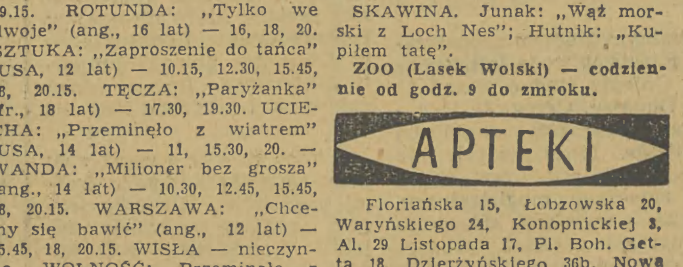 9.15. ROTUNDA: „Tylko we
dwoje" (ang., 16 lat) — 16, 18, 20.
SZTUKA: „Zaproszenie do tańca"
(USA, 12 lat) — 10.15, 12.30, 15.45,
18, 20.15. TĘCZA: „Paryżanka"
(fr., 18 lat) — 17.30, 19.30. UCIE-
CHA: „Przeminęło z wiatrem"
(USA, 14 lat) — 11, 15.30, 20. —
WANDA: „Milioner bez grosza"
(ang., 14 lat) — 10.30, 12.45, 15.45,
18, 20.15. WARSZAWA: „Chce-
my się bawić" (ang., 12 lat) —
15.45, 18, 20.15. WISŁA — nieczyn-
WOLNOŚĆ: Przeminęło z
SKAWINA. Junak: „Wąż mor-
ski z Loch Nes"; Hutnik: „Ku-
piłem tatę".
ZOO (Lasek Wolski) — codzien-
nie od godz. 9 do zmroku.
APTEKI
Floriańska 15, Łobzowska 20,
Waryńskiego 24, Konopnickiej 3,
Al. 29 Listopada 17, Pl. Boh. Get-
ta 18, Dzierżyńskiego 36b. Nowa